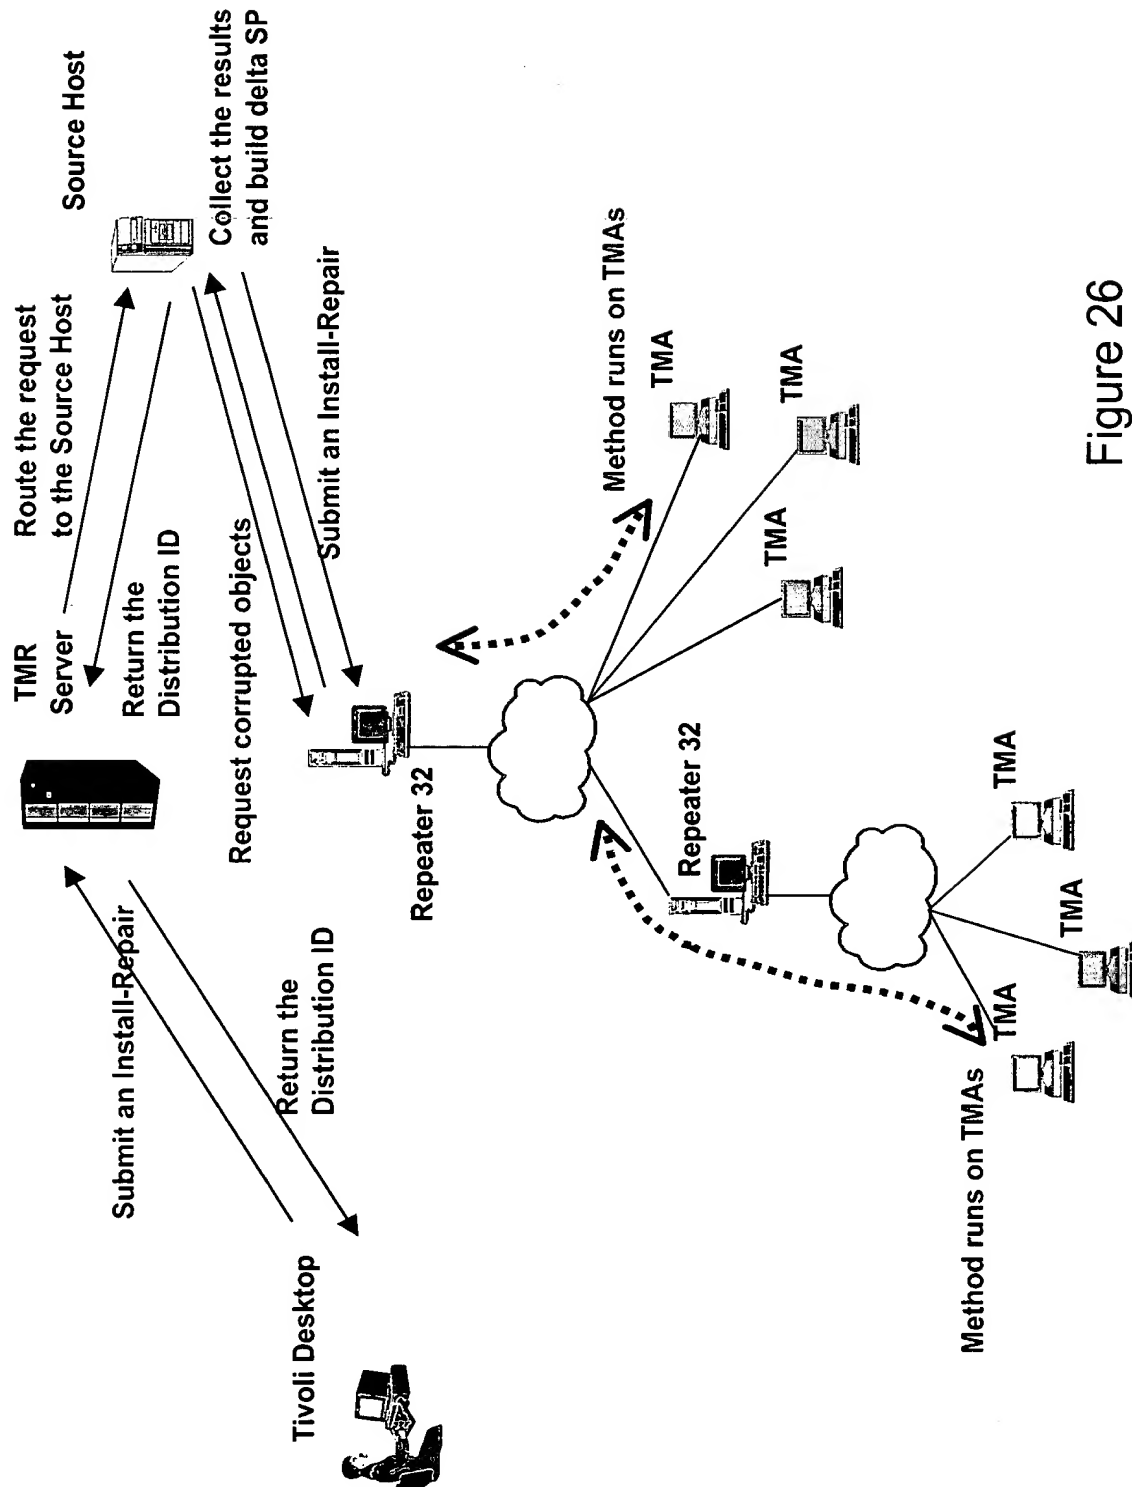 TMR
Server
Route the request
to the Source Host
Source Host
Submit an Install-Repair
Return the
Distribution ID
Collect the results
and build delta SP
Tivoli Desktop
Return the
Distribution ID
Request corrupted objects
Submit an Install-Repair
Repeater 32
Method runs on TMAs
TMA
TMA
TMA
Repeater 32
Method runs on TMAs
TMA
TMA
TMA
Figure 26